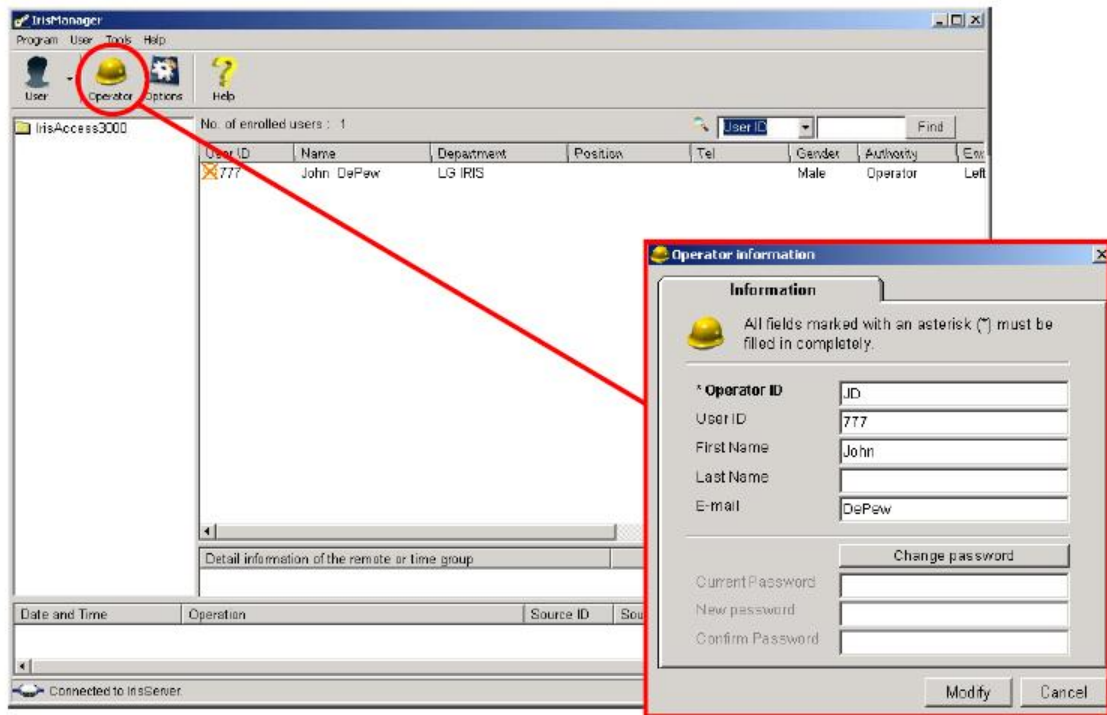 IrisManager
Program User Tools Help
User Operator Options Help
IrisAccess3000
No. of enrolled users : 1
User ID Find
User ID Name Department Position Tel Gender Authority
777 John DePew LG IRIS Male Operator Left
Detail information of the remote or time group
Date and Time Operation Source ID Sou
Connected to IrisServer.
Operator information
Information
All fields marked with an asterisk (*) must be
filled in completely.
* Operator ID JD
User ID 777
First Name John
Last Name
E-mail DePew
Change password
Current Password
New password
Confirm Password
Modify Cancel